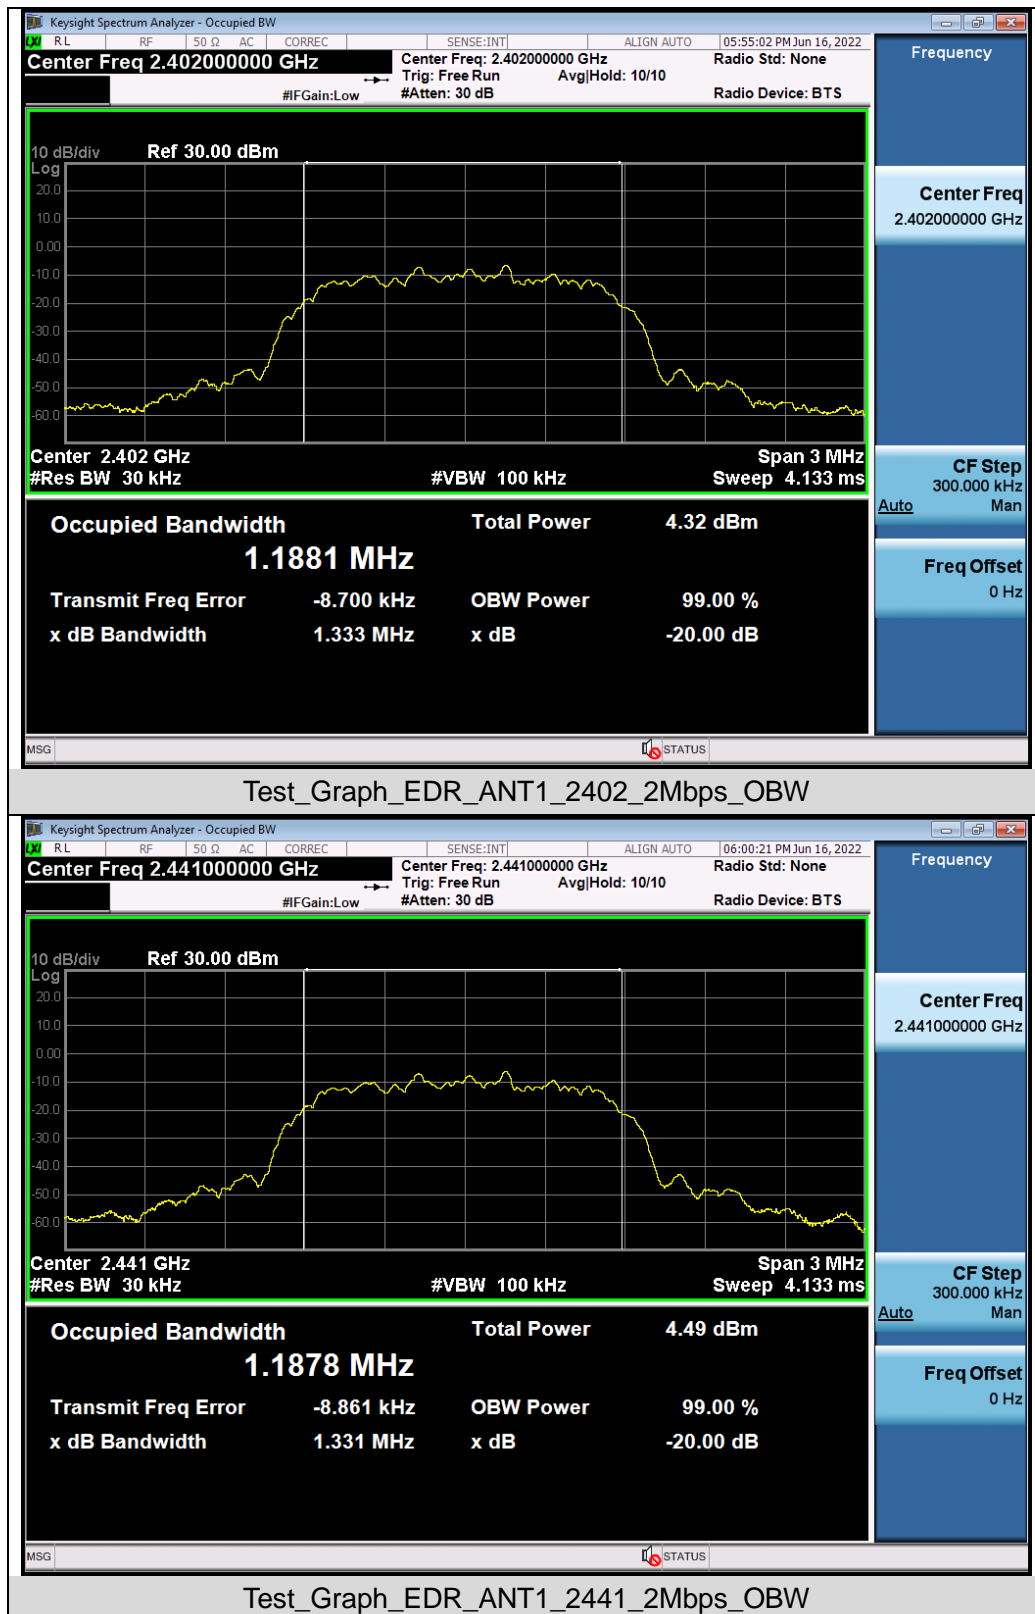 Keysight Spectrum Analyzer - Occupied BW
LXI RL RF 50 Ω AC CORREC SENSE:INT ALIGN AUTO 05:55:02 PM Jun 16, 2022
Center Freq 2.402000000 GHz
Center Freq: 2.402000000 GHz
Radio Std: None
Trig: Free Run Avg|Hold: 10/10
#IFGain:Low
#Atten: 30 dB
Radio Device: BTS
Frequency
10 dB/div Ref 30.00 dBm
Log
20.0
10.0
0.00
-10.0
-20.0
-30.0
-40.0
-50.0
-60.0
Center Freq
2.402000000 GHz
Center 2.402 GHz Span 3 MHz
#Res BW 30 kHz #VBW 100 kHz Sweep 4.133 ms
CF Step
300.000 kHz
Auto Man
Occupied Bandwidth Total Power 4.32 dBm
1.1881 MHz
Transmit Freq Error -8.700 kHz OBW Power 99.00 %
x dB Bandwidth 1.333 MHz x dB -20.00 dB
Freq Offset
0 Hz
MSG STATUS
Test_Graph_EDR_ANT1_2402_2Mbps_OBW
Keysight Spectrum Analyzer - Occupied BW
LXI RL RF 50 Ω AC CORREC SENSE:INT ALIGN AUTO 06:00:21 PM Jun 16, 2022
Center Freq 2.441000000 GHz
Center Freq: 2.441000000 GHz
Radio Std: None
Trig: Free Run Avg|Hold: 10/10
#IFGain:Low
#Atten: 30 dB
Radio Device: BTS
Frequency
10 dB/div Ref 30.00 dBm
Log
20.0
10.0
0.00
-10.0
-20.0
-30.0
-40.0
-50.0
-60.0
Center Freq
2.441000000 GHz
Center 2.441 GHz Span 3 MHz
#Res BW 30 kHz #VBW 100 kHz Sweep 4.133 ms
CF Step
300.000 kHz
Auto Man
Occupied Bandwidth Total Power 4.49 dBm
1.1878 MHz
Transmit Freq Error -8.861 kHz OBW Power 99.00 %
x dB Bandwidth 1.331 MHz x dB -20.00 dB
Freq Offset
0 Hz
MSG STATUS
Test_Graph_EDR_ANT1_2441_2Mbps_OBW